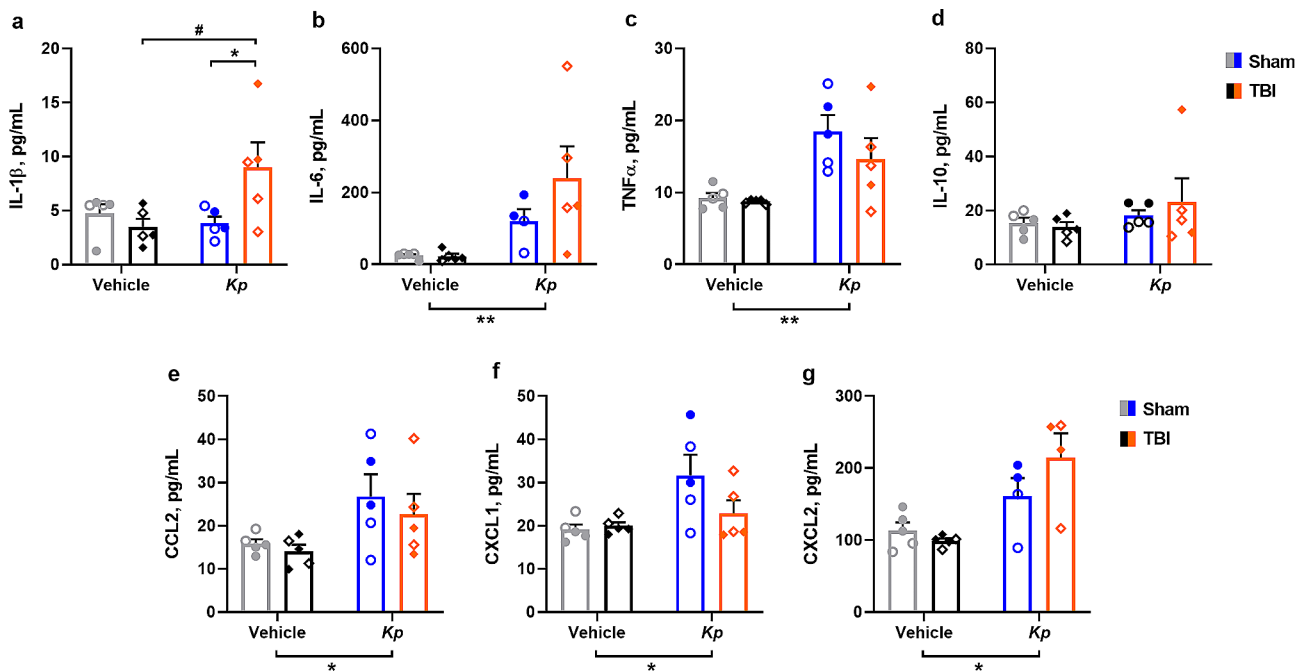 a
#
*
IL-1β, pg/mL
20
15
10
5
0
Vehicle
Kp
b
IL-6, pg/mL
600
400
200
0
Vehicle
Kp
**
c
TNFα, pg/mL
30
20
10
0
Vehicle
Kp
**
d
IL-10, pg/mL
80
60
40
20
0
Vehicle
Kp
Sham
TBI
e
CCL2, pg/mL
50
40
30
20
10
0
Vehicle
Kp
*
f
CXCL1, pg/mL
50
40
30
20
10
0
Vehicle
Kp
*
g
CXCL2, pg/mL
300
200
100
0
Vehicle
Kp
*
Sham
TBI